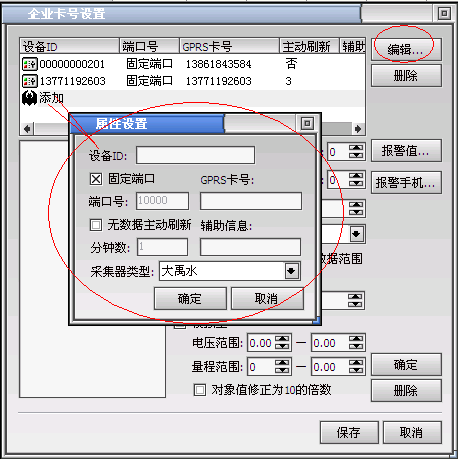 企业卡号设置
设备ID 端口号 GPRS卡号 主动刷新 辅助
00000000201 固定端口 13861843584 否
13771192603 固定端口 13771192603 3
添加
编辑...
删除
属性设置
设备ID:
固定端口 GPRS卡号:
端口号: 10000
无数据主动刷新 辅助信息:
分钟数: 1
采集器类型: 大禹水
确定 取消
: 0 报警值...
: 0 报警手机...
数据范围
电压范围: 0.00 — 0.00
量程范围: 0 — 0.00 确定
对象值修正为10的倍数 删除
保存 取消